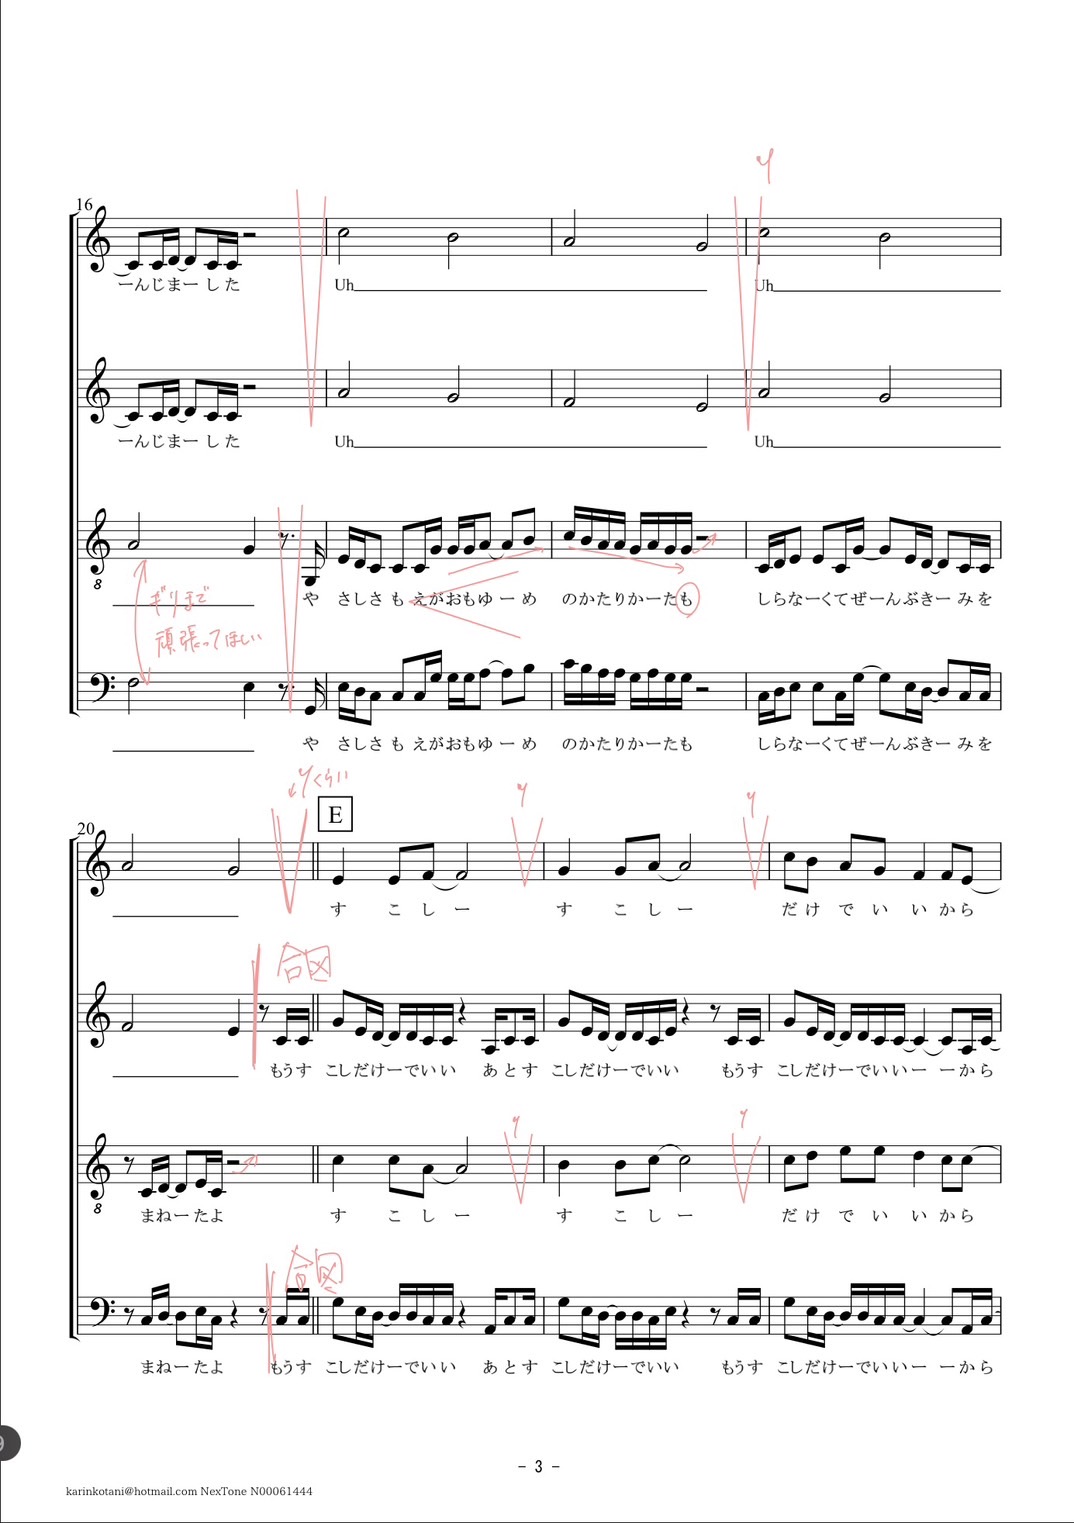 16
ーんじまーした
Uh
Uh
ーんじまーした
Uh
Uh
ギリまで
頑張ってほしい
8
や さしさもえがおもゆーめ のかたりかーたも しらなーくてぜーんぶきーみを
や さしさもえがおもゆーめ のかたりかーたも しらなーくてぜーんぶきーみを
くらい
20
E
すこしー すこしー だけでいいから
合図
もうす こしだけーでいい あとす こしだけーでいい もうす こしだけーでいいーーから
8
まねーたよ すこしー すこしー だけでいいから
合図
まねーたよ もうす こしだけーでいい あとす こしだけーでいい もうす こしだけーでいいーーから
- 3 -
karinkotani@hotmail.com NexTone N00061444